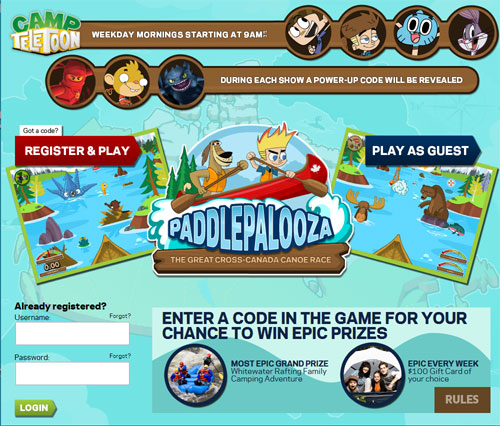 CAMP
TELETOON
WEEKDAY MORNINGS STARTING AT 9AM
DURING EACH SHOW A POWER-UP CODE WILL BE REVEALED
Got a code?
REGISTER & PLAY
PLAY AS GUEST
0.00
PADDLEPALOOZA
THE GREAT CROSS-CANADA CANOE RACE
Already registered?
Username: Forgot?
Password: Forgot?
LOGIN
ENTER A CODE IN THE GAME FOR YOUR
CHANCE TO WIN EPIC PRIZES
MOST EPIC GRAND PRIZE
Whitewater Rafting Family
Camping Adventure
EPIC EVERY WEEK
$100 Gift Card of
your choice
RULES